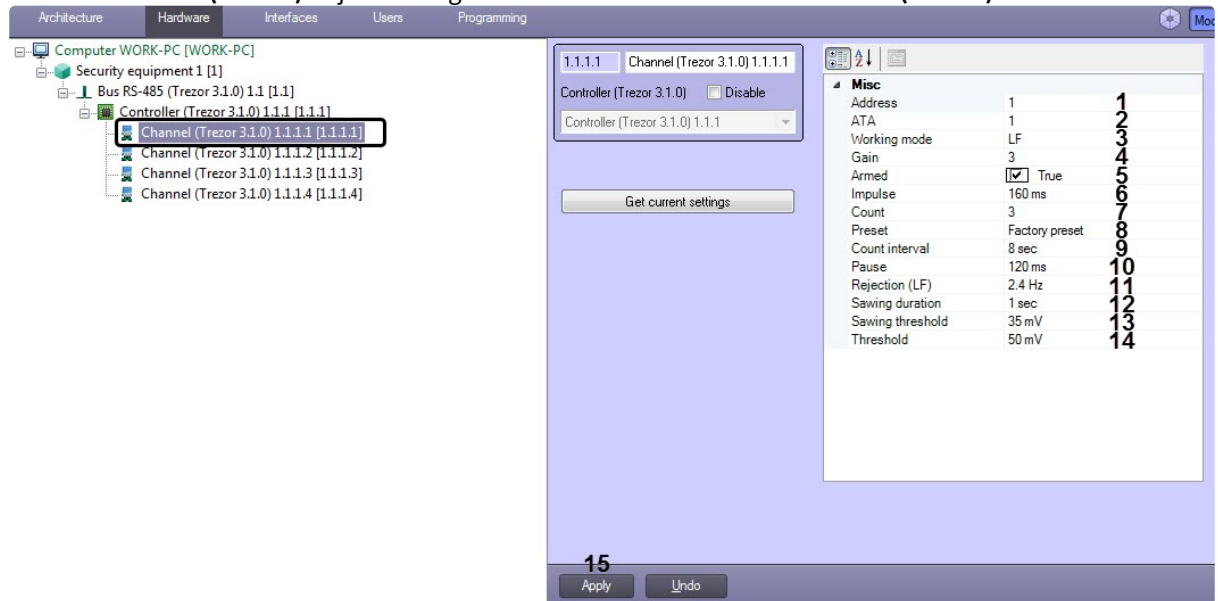 Architecture Hardware Interfaces Users Programming
Computer WORK-PC [WORK-PC]
Security equipment 1 [1]
Bus RS-485 (Trezor 3.1.0) 1.1 [1.1]
Controller (Trezor 3.1.0) 1.1.1 [1.1.1]
Channel (Trezor 3.1.0) 1.1.1.1 [1.1.1.1]
Channel (Trezor 3.1.0) 1.1.1.2 [1.1.1.2]
Channel (Trezor 3.1.0) 1.1.1.3 [1.1.1.3]
Channel (Trezor 3.1.0) 1.1.1.4 [1.1.1.4]
1.1.1.1 Channel (Trezor 3.1.0) 1.1.1.1
Controller (Trezor 3.1.0) Disable
Controller (Trezor 3.1.0) 1.1.1
Get current settings
Misc
Address 1 1
ATA 1 2
Working mode LF 3
Gain 3 4
Armed True 5
Impulse 160 ms 6
Count 3 7
Preset Factory preset 8
Count interval 8 sec 9
Pause 120 ms 10
Rejection (LF) 2.4 Hz 11
Sawing duration 1 sec 12
Sawing threshold 35 mV 13
Threshold 50 mV 14
15
Apply Undo